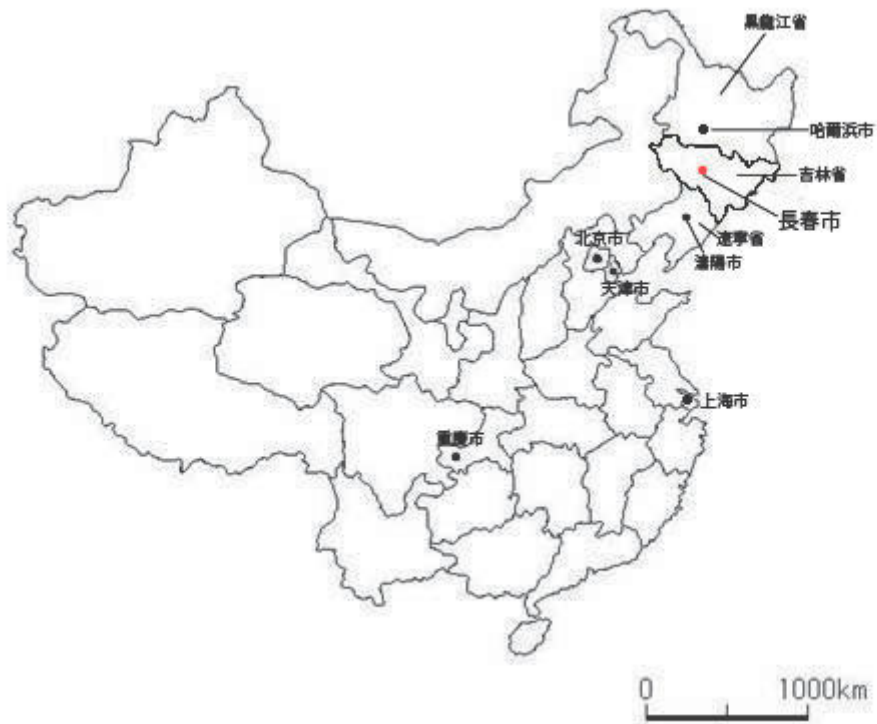 黒龍江省
哈爾浜市
吉林省
長春市
遼寧省
瀋陽市
北京市
天津市
上海市
重慶市
0 1000km